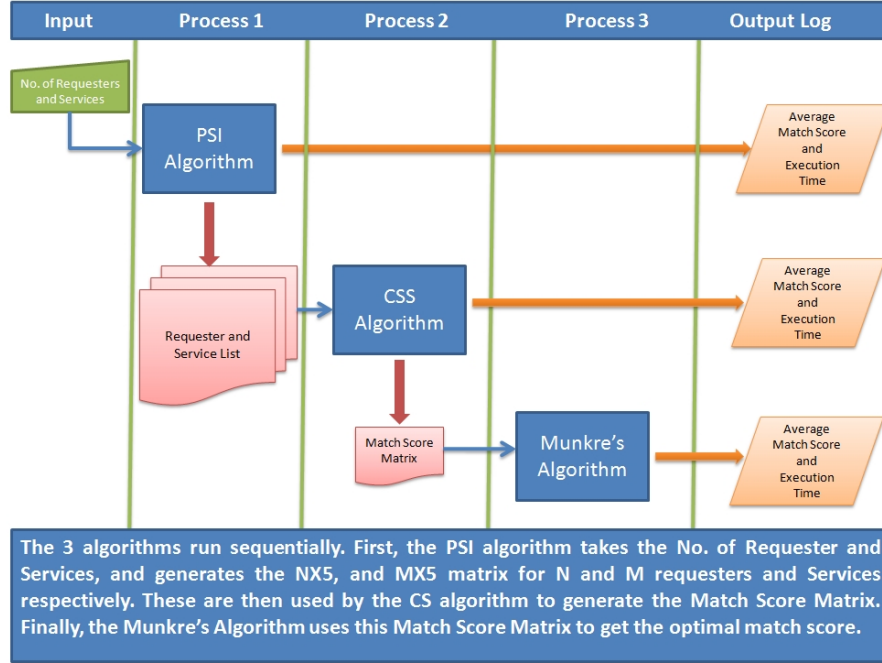 Input
Process 1
Process 2
Process 3
Output Log
No. of Requesters
and Services
PSI
Algorithm
Average
Match Score
and
Execution
Time
Requester and
Service List
CSS
Algorithm
Average
Match Score
and
Execution
Time
Match Score
Matrix
Munkre's
Algorithm
Average
Match Score
and
Execution
Time
The 3 algorithms run sequentially. First, the PSI algorithm takes the No. of Requester and
Services, and generates the NX5, and MX5 matrix for N and M requesters and Services
respectively. These are then used by the CS algorithm to generate the Match Score Matrix.
Finally, the Munkre's Algorithm uses this Match Score Matrix to get the optimal match score.